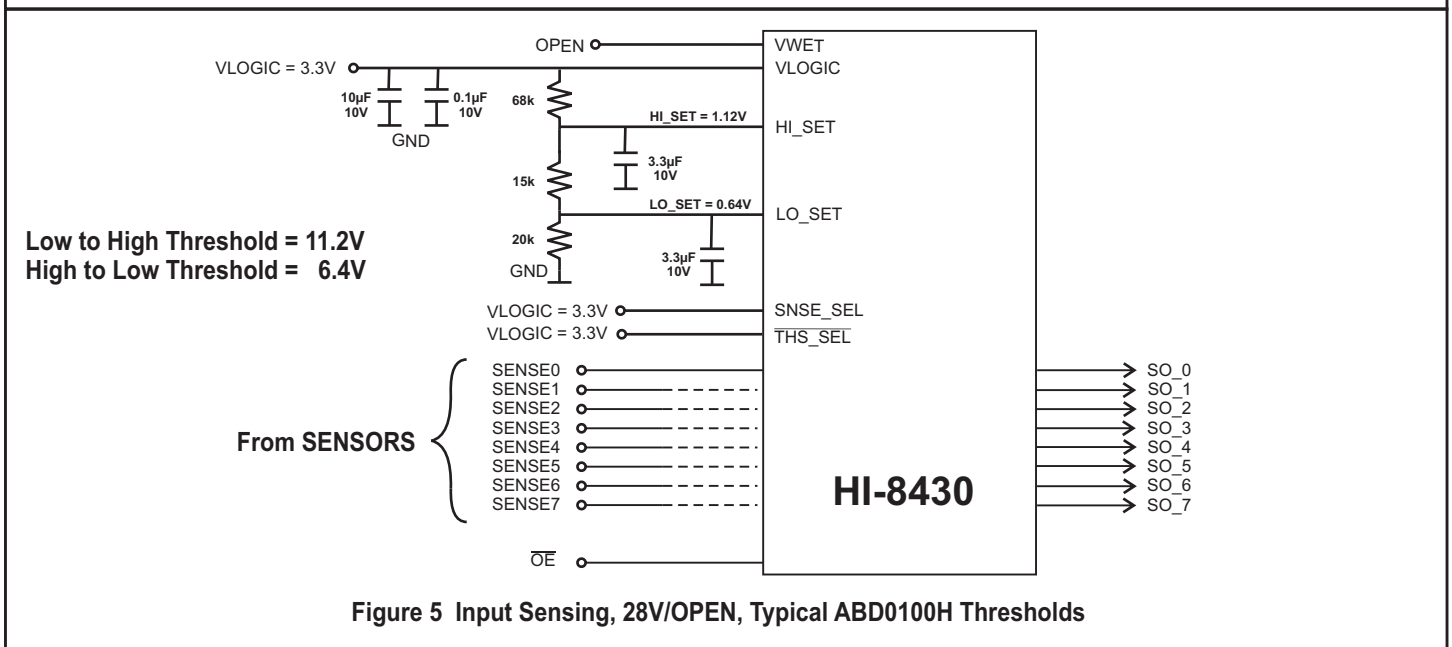 OPEN
VWET
VLOGIC = 3.3V
VLOGIC
10µF
10V
0.1µF
10V
GND
68k
HI_SET = 1.12V
HI_SET
3.3µF
10V
15k
LO_SET = 0.64V
LO_SET
20k
3.3µF
10V
GND
Low to High Threshold = 11.2V
High to Low Threshold = 6.4V
VLOGIC = 3.3V
SNSE_SEL
VLOGIC = 3.3V
THS_SEL
From SENSORS
SENSE0
SENSE1
SENSE2
SENSE3
SENSE4
SENSE5
SENSE6
SENSE7
HI-8430
SO_0
SO_1
SO_2
SO_3
SO_4
SO_5
SO_6
SO_7
OE
Figure 5 Input Sensing, 28V/OPEN, Typical ABD0100H Thresholds